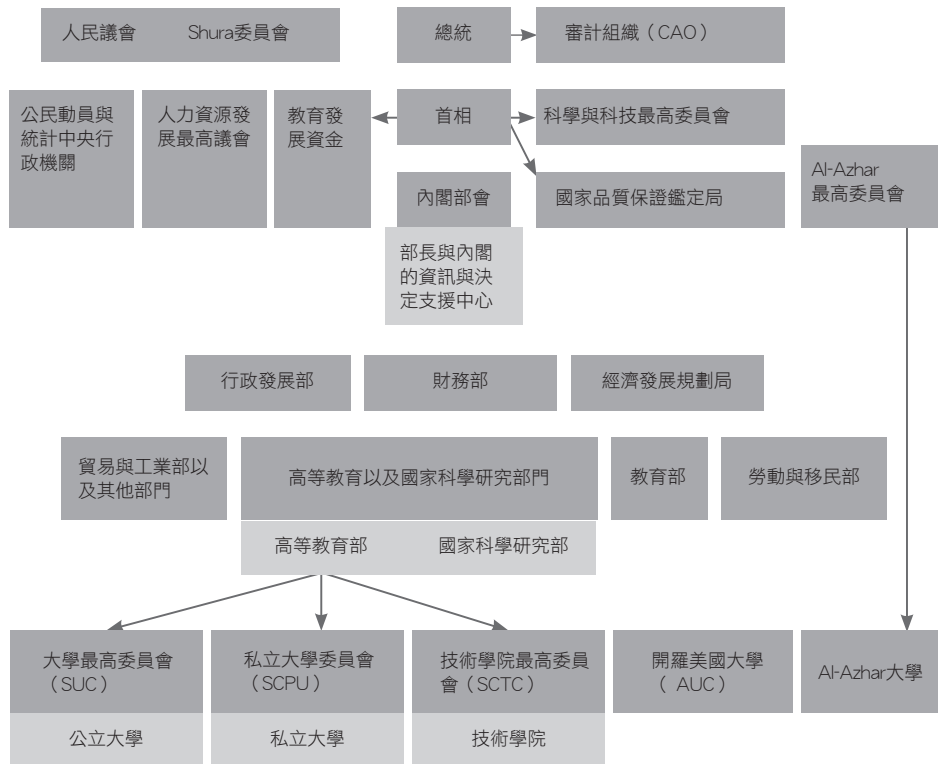 人民議會 Shura委員會
總統
審計組織（CAO）
公民動員與
統計中央行
政機關
人力資源發
展最高議會
教育發
展資金
首相
科學與科技最高委員會
內閣部會
國家品質保證鑑定局
Al-Azhar
最高委員會
部長與內閣
的資訊與決
定支援中心
行政發展部
財務部
經濟發展規劃局
貿易與工業部以
及其他部門
高等教育以及國家科學研究部門
教育部
勞動與移民部
高等教育部 國家科學研究部
大學最高委員會
（SUC）
私立大學委員會
（SCPU）
技術學院最高委員
會（SCTC）
開羅美國大學
（ AUC）
Al-Azhar大學
公立大學
私立大學
技術學院